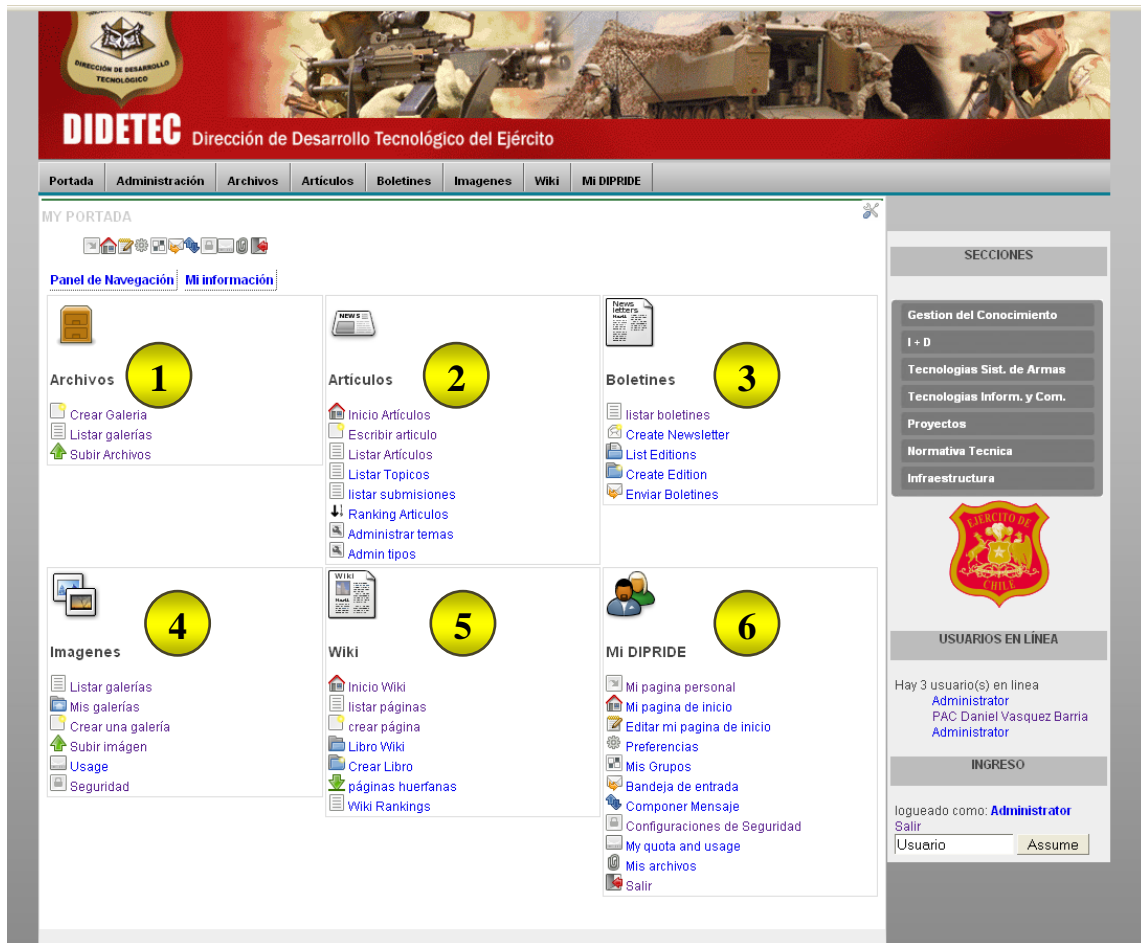 DIRECCIÓN DE DESARROLLO
TECNOLÓGICO
DIDETEC Dirección de Desarrollo Tecnológico del Ejército
Portada Administración Archivos Artículos Boletines Imagenes Wiki Mi DIPRIDE
MY PORTADA
Panel de Navegación Mi información
Archivos
1
Crear Galeria
Listar galerías
Subir Archivos
NEWS
Artículos
2
Inicio Artículos
Escribir articulo
Listar Artículos
Listar Topicos
listar submisiones
Ranking Articulos
Administrar temas
Admin tipos
News
letters
Boletines
3
listar boletines
Create Newsletter
List Editions
Create Edition
Enviar Boletines
Imagenes
4
Listar galerías
Mis galerías
Crear una galería
Subir imágen
Usage
Seguridad
Wiki
Wiki
5
Inicio Wiki
listar páginas
crear página
Libro Wiki
Crear Libro
páginas huerfanas
Wiki Rankings
Mi DIPRIDE
6
Mi pagina personal
Mi pagina de inicio
Editar mi pagina de inicio
Preferencias
Mis Grupos
Bandeja de entrada
Componer Mensaje
Configuraciones de Seguridad
My quota and usage
Mis archivos
Salir
SECCIONES
Gestion del Conocimiento
I + D
Tecnologias Sist. de Armas
Tecnologias Inform. y Com.
Proyectos
Normativa Tecnica
Infraestructura
EJERCITO DE
CHILE
USUARIOS EN LÍNEA
Hay 3 usuario(s) en linea
Administrator
PAC Daniel Vasquez Barria
Administrator
INGRESO
logueado como: Administrator
Salir
Usuario Assume